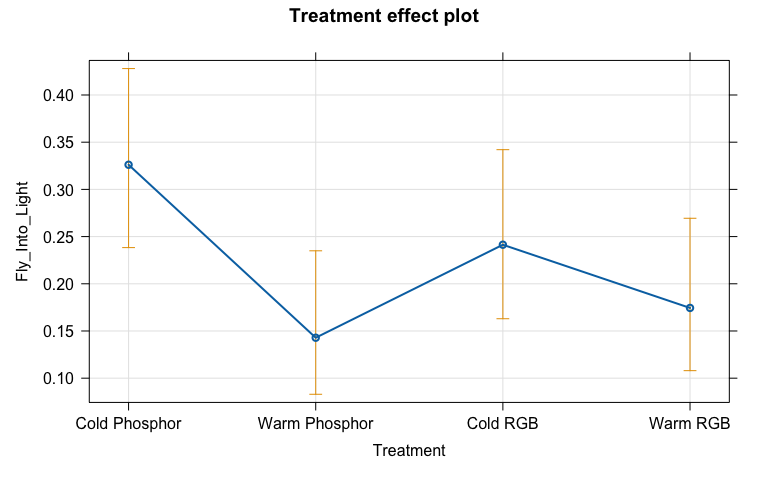 Treatment effect plot
0.40
0.35
0.30
0.25
0.20
0.15
0.10
Fly_Into_Light
Cold Phosphor Warm Phosphor Cold RGB Warm RGB
Treatment